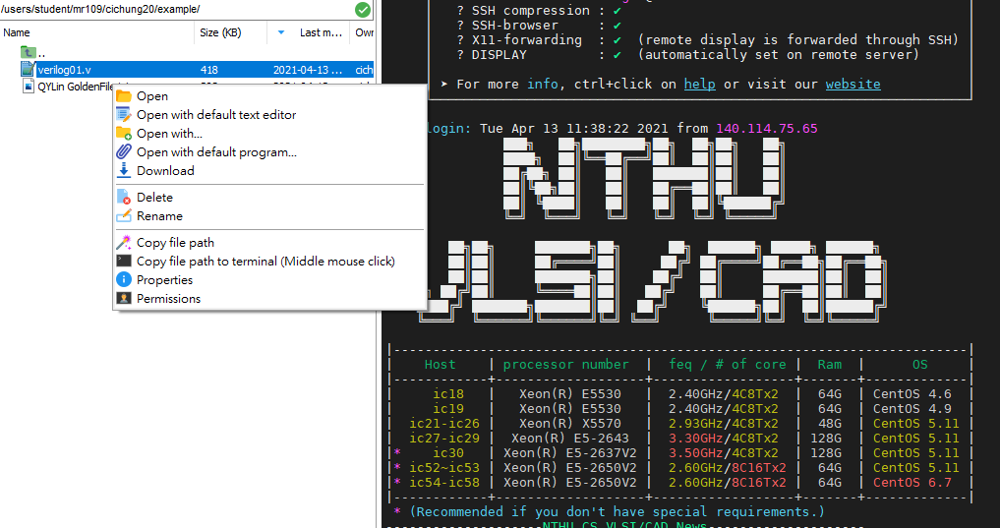 /users/student/mr109/cichung20/example/
Name Size (KB) Last m... Own
..
verilog01.v 418 2021-04-13 ... cich
QYLin GoldenFile
Open
Open with default text editor
Open with...
Open with default program...
Download
Delete
Rename
Copy file path
Copy file path to terminal (Middle mouse click)
Properties
Permissions
? SSH compression : ✔
? SSH-browser : ✔
? X11-forwarding : ✔ (remote display is forwarded through SSH)
? DISPLAY : ✔ (automatically set on remote server)
➤ For more info, ctrl+click on help or visit our website
login: Tue Apr 13 11:38:22 2021 from 140.114.75.65
NTHU
VLSI/CAD
|------------------------------------------------------------------------|
| Host | processor number | feq / # of core | Ram | OS |
|------------+-------------------+------------------+-------+-------------|
| ic18 | Xeon(R) E5530 | 2.40GHz/4C8Tx2 | 64G | CentOS 4.6 |
| ic19 | Xeon(R) E5530 | 2.40GHz/4C8Tx2 | 64G | CentOS 4.9 |
| ic21-ic26 | Xeon(R) X5570 | 2.93GHz/4C8Tx2 | 48G | CentOS 5.11 |
| ic27-ic29 | Xeon(R) E5-2643 | 3.30GHz/4C8Tx2 | 128G | CentOS 5.11 |
|* ic30 | Xeon(R) E5-2637V2 | 3.50GHz/4C8Tx2 | 128G | CentOS 5.11 |
|* ic52~ic53 | Xeon(R) E5-2650V2 | 2.60GHz/8C16Tx2 | 64G | CentOS 5.11 |
|* ic54-ic58 | Xeon(R) E5-2650V2 | 2.60GHz/8C16Tx2 | 64G | CentOS 6.7 |
|------------+-------------------+------------------+-------+-------------|
* (Recommended if you don't have special requirements.)
--------------------NTHU CS VLSI/CAD News--------------------